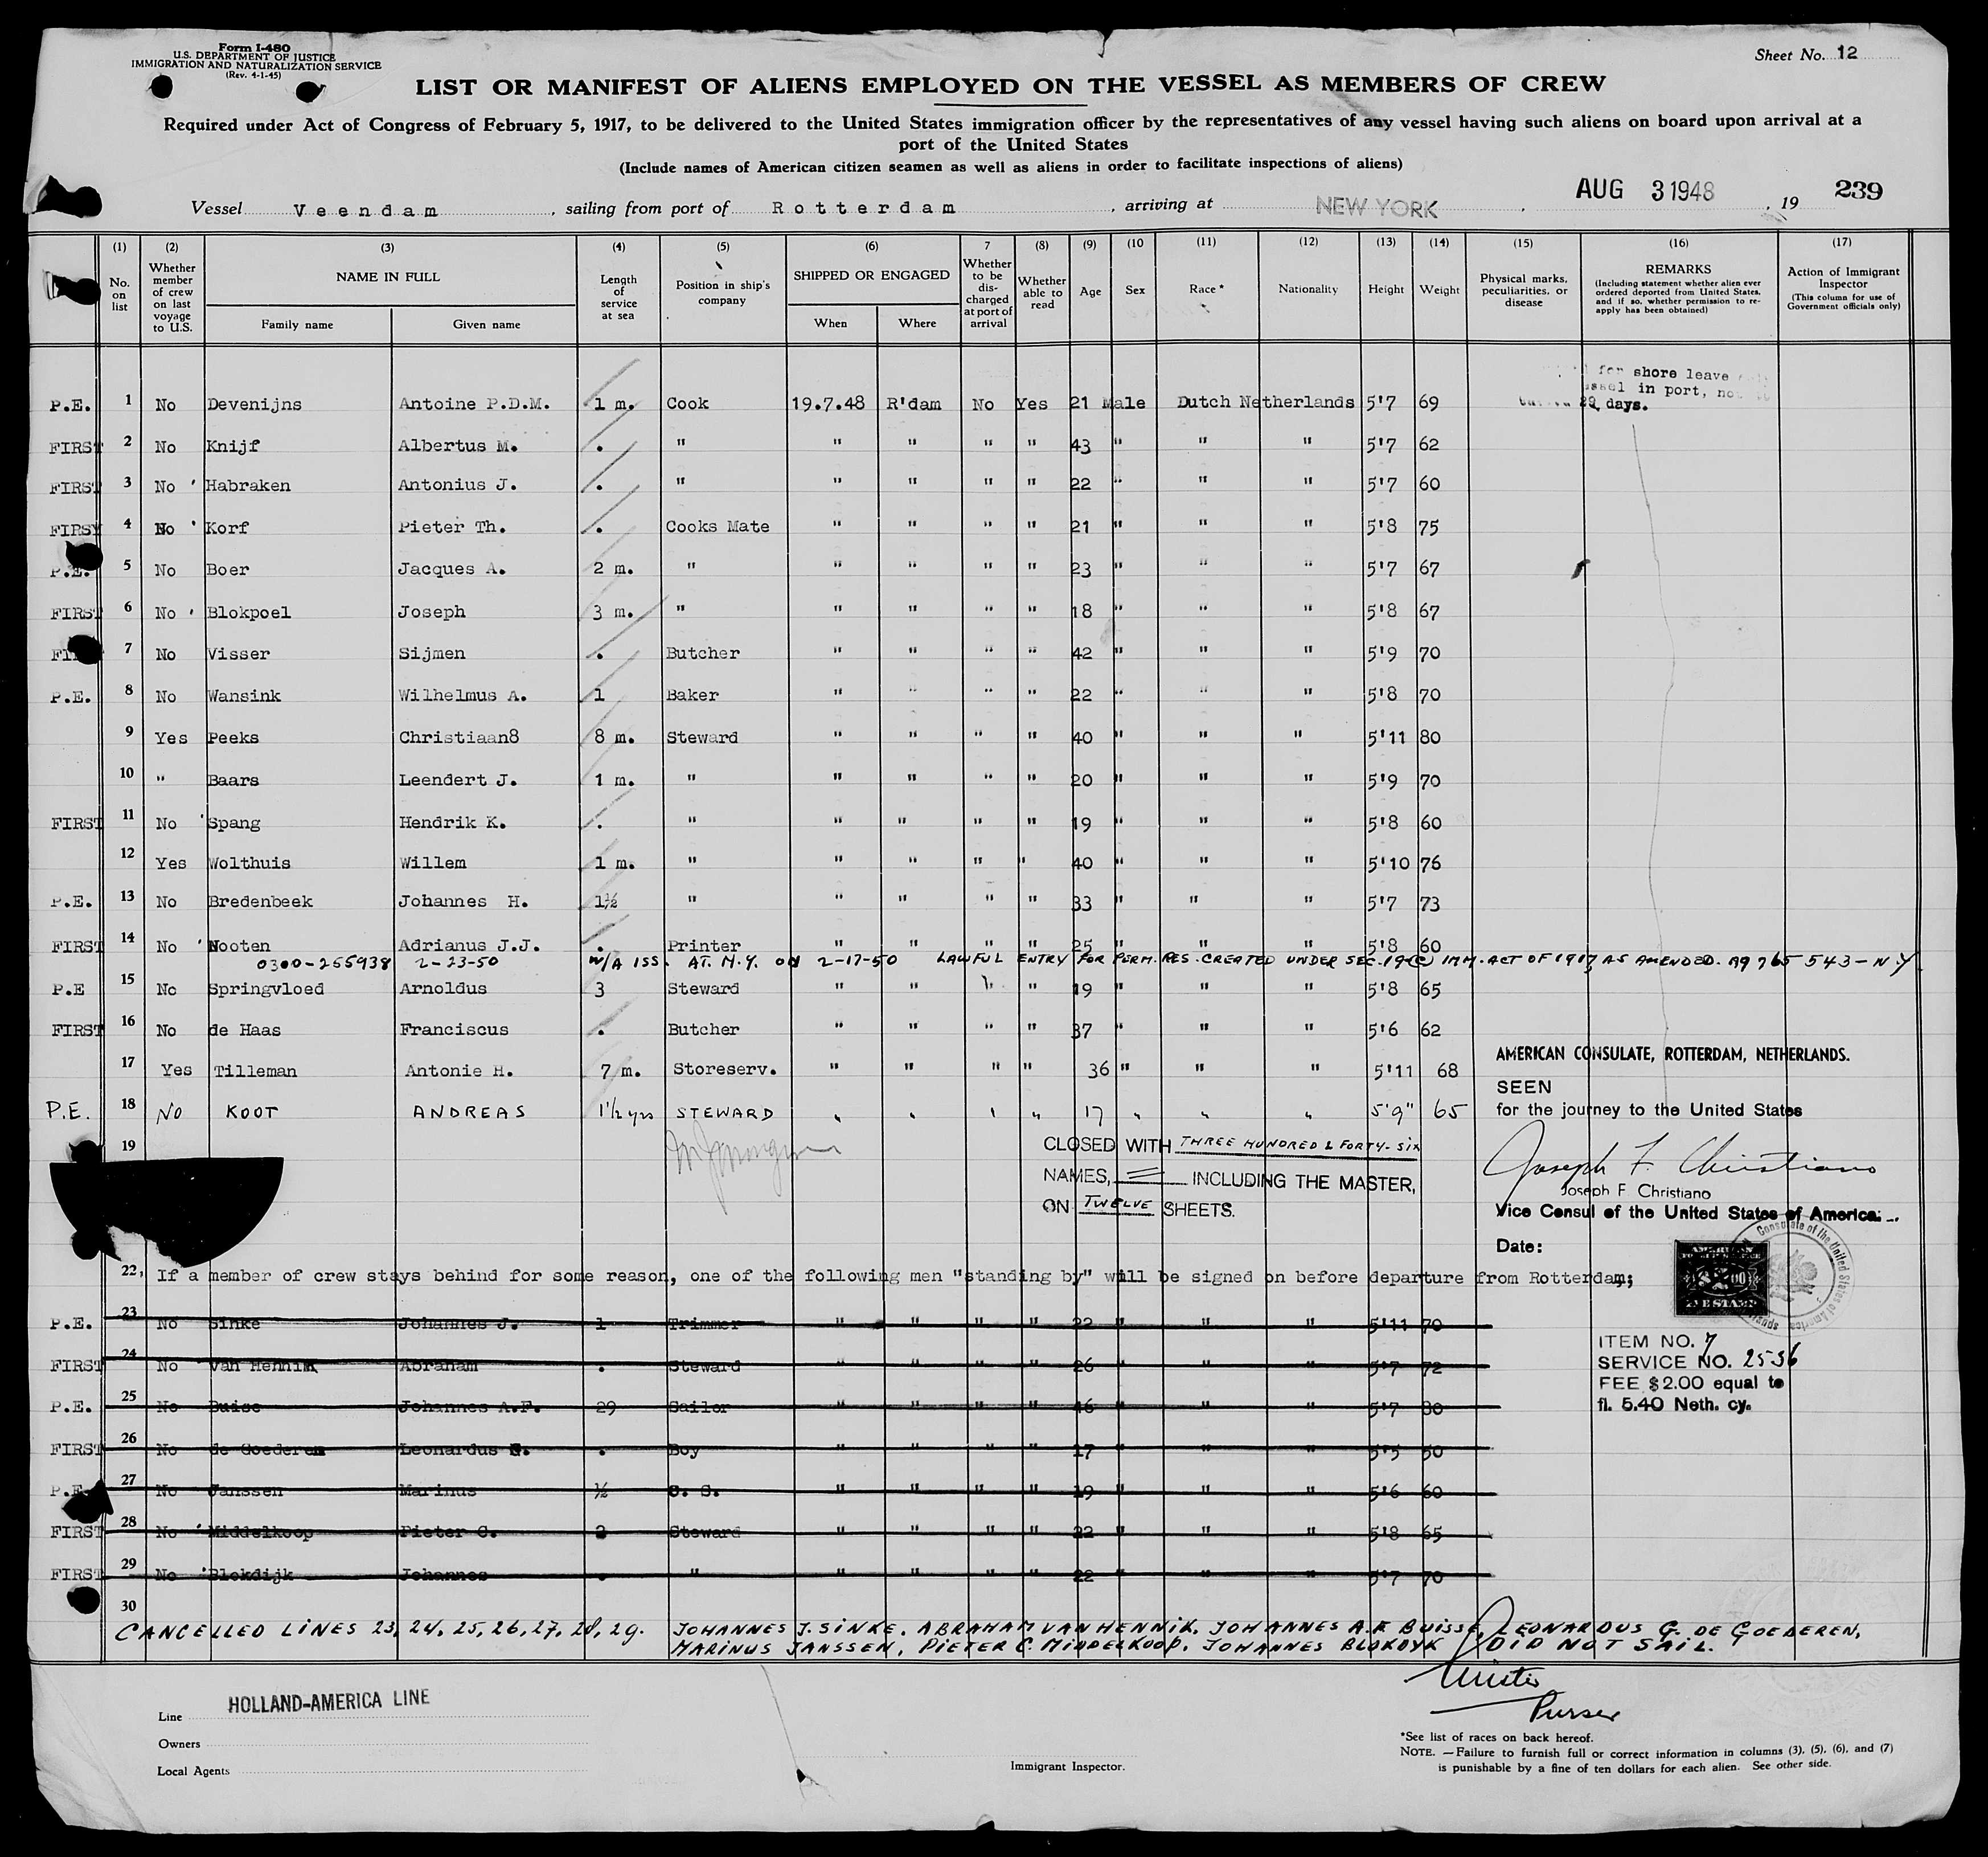 Form I-480
U.S. DEPARTMENT OF JUSTICE
IMMIGRATION AND NATURALIZATION SERVICE
(Rev. 4-1-45)
Sheet No. 12
LIST OR MANIFEST OF ALIENS EMPLOYED ON THE VESSEL AS MEMBERS OF CREW
Required under Act of Congress of February 5, 1917, to be delivered to the United States immigration officer by the representatives of any vessel having such aliens on board upon arrival at a
port of the United States
(Include names of American citizen seamen as well as aliens in order to facilitate inspections of aliens)
Vessel Veendam, sailing from port of Rotterdam, arriving at NEW YORK, AUG 3 1948, 19 239
(1) (2) (3) (4) (5) (6) 7 (8) (9) (10 (11) (12) (13) (14) (15) (16) (17)
No. on list
Whether member of crew on last voyage to U.S.
NAME IN FULL
Family name Given name
Length of service at sea
Position in ship's company
SHIPPED OR ENGAGED
When Where
Whether to be discharged at port of arrival
Whether able to read
Age
Sex
Race*
Nationality
Height
Weight
Physical marks, peculiarities, or disease
REMARKS
(Including statement whether alien ever ordered deported from United States, and if so, whether permission to reapply has been obtained)
Action of Immigrant Inspector
(This column for use of Government officials only)
for shore leave
in port, no
29 days.
P.E. 1 No Devenijns Antoine P.D.M. 1 m. Cook 19.7.48 R'dam No Yes 21 Male Dutch Netherlands 5'7 69
FIRST 2 No Knijf Albertus M. . " " " " " 43 " " " 5'7 62
FIRST 3 No ' Habraken Antonius J. . " " " " " 22 " " " 5'7 60
FIRSY 4 No ' Korf Pieter Th. . Cooks Mate " " " " 21 " " " 5'8 75
P.E. 5 No Boer Jacques A. 2 m. " " " " " 23 " " " 5'7 67
FIRST 6 No ' Blokpoel Joseph 3 m. " " " " " 18 " " " 5'8 67
7 No Visser Sijmen . Butcher " " " " 42 " " " 5'9 70
P.E. 8 No Wansink Wilhelmus A. 1 Baker " " " " 22 " " " 5'8 70
9 Yes Peeks Christiaan8 8 m. Steward " " " " 40 " " " 5'11 80
10 " Baars Leendert J. 1 m. " " " " " 20 " " " 5'9 70
FIRST 11 No ' Spang Hendrik K. . " " " " " 19 " " " 5'8 60
12 Yes Wolthuis Willem 1 m. " " " " " 40 " " " 5'10 76
P.E. 13 No Bredenbeek Johannes H. 1½ " " " " " 33 " " " 5'7 73
FIRST 14 No ' Nooten Adrianus J.J. . Printer " " " " 25 " " " 5'8 60
0300-255938 2-23-50 W/A ISS. AT. N.Y. ON 2-17-50 LAWFUL ENTRY FOR PERM. RES. CREATED UNDER SEC. 19(C) IMM. ACT OF 1917, AS AMENDED. A9 765 543 - N.Y.
P.E 15 No Springvloed Arnoldus 3 Steward " " " " 19 " " " 5'8 65
FIRST 16 No de Haas Franciscus . Butcher " " " " 37 " " " 5'6 62
17 Yes Tilleman Antonie H. 7 m. Storeserv. " " " " 36 " " " 5'11 68
P.E. 18 No KOOT ANDREAS 1½ yrs STEWARD " " " " 17 " " " 5'9" 65
19
AMERICAN CONSULATE, ROTTERDAM, NETHERLANDS.
SEEN
for the journey to the United States
Joseph F. Christiano
Joseph F Christiano
Vice Consul of the United States of America.
Date:
CLOSED WITH THREE HUNDRED & FORTY-SIX
NAMES, INCLUDING THE MASTER,
ON TWELVE SHEETS.
22, If a member of crew stays behind for some reason, one of the following men "standing by" will be signed on before departure from Rotterdam;
P.E. 23 No Sinke Johannes J. 1 Trimmer " " " " 22 " " " 5'11 70
FIRST 24 No van Hennik Abraham . Steward " " " " 26 " " " 5'7 72
P.E. 25 No Buise Johannes A.F. 29 Sailor " " " " 46 " " " 5'7 80
FIRST 26 No de Goederen Leonardus G. . Boy " " " " 17 " " " 5'5 50
P.E. 27 No Janssen Marinus ½ O. S. " " " " 19 " " " 5'6 60
FIRST 28 No ' Middelkoop Pieter C. 2 Steward " " " " 22 " " " 5'8 65
FIRST 29 No ' Blokdijk Johannes . " " " " " 22 " " " 5'7 70
30
ITEM NO. 7
SERVICE NO. 2536
FEE $2.00 equal to
fl. 5.40 Neth. cy.
CANCELLED LINES 23, 24, 25, 26, 27, 28, 29. JOHANNES J. SINKE, ABRAHAM VAN HENNIK, JOHANNES A.F BUISSE, LEONARDUS G. DE GOEDEREN,
MARINUS JANSSEN, PIETER C. MIDDELKOOP, JOHANNES BLOKDYK DID NOT SAIL.
Purser
Line HOLLAND-AMERICA LINE
Owners
Local Agents
Immigrant Inspector.
*See list of races on back hereof.
NOTE.—Failure to furnish full or correct information in columns (3), (5), (6), and (7)
is punishable by a fine of ten dollars for each alien. See other side.